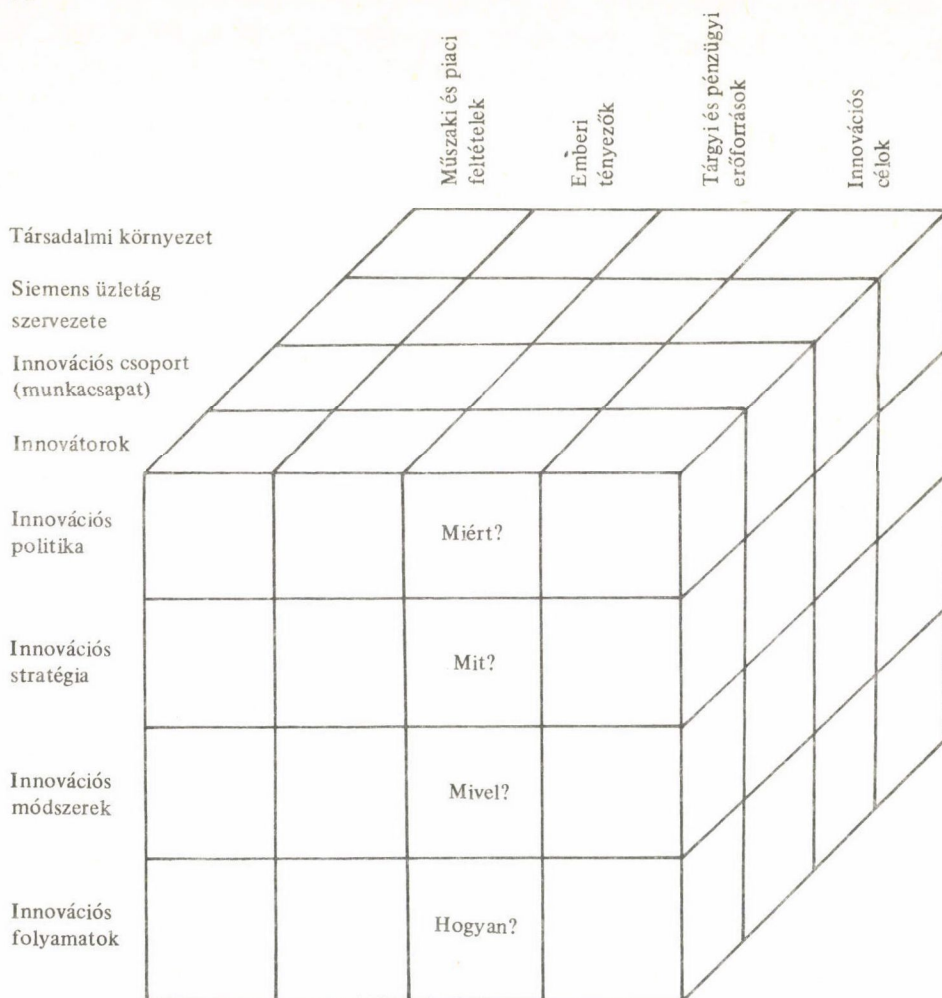 Műszaki és piaci
feltételek
Emberi
tényezők
Tárgyi és pénzügyi
erőforrások
Innovációs
célok
Társadalmi környezet
Siemens üzletág
szervezete
Innovációs csoport
(munkacsapat)
Innovátorok
Innovációs
politika
Miért?
Innovációs
stratégia
Mit?
Innovációs
módszerek
Mivel?
Innovációs
folyamatok
Hogyan?